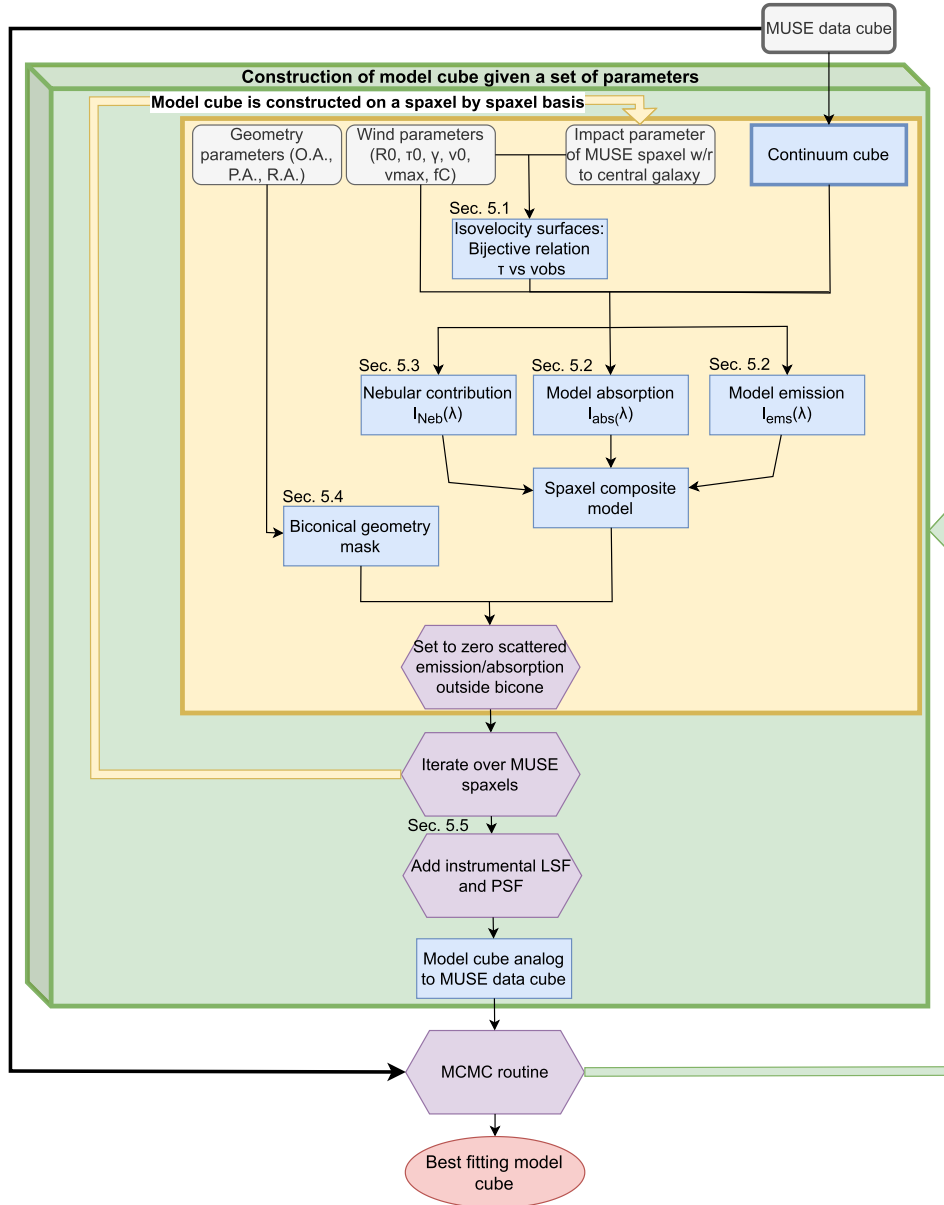 MUSE data cube
Construction of model cube given a set of parameters
Model cube is constructed on a spaxel by spaxel basis
Geometry
parameters (O.A.,
P.A., R.A.)
Wind parameters
(R0, τ0, γ, v0,
vmax, fC)
Impact parameter
of MUSE spaxel w/r
to central galaxy
Continuum cube
Sec. 5.1
Isovelocity surfaces:
Bijective relation
τ vs vobs
Sec. 5.3
Nebular contribution
I_Neb(λ)
Sec. 5.2
Model absorption
I_abs(λ)
Sec. 5.2
Model emission
I_ems(λ)
Spaxel composite
model
Sec. 5.4
Biconical geometry
mask
Set to zero scattered
emission/absorption
outside bicone
Iterate over MUSE
spaxels
Sec. 5.5
Add instrumental LSF
and PSF
Model cube analog
to MUSE data cube
MCMC routine
Best fitting model
cube